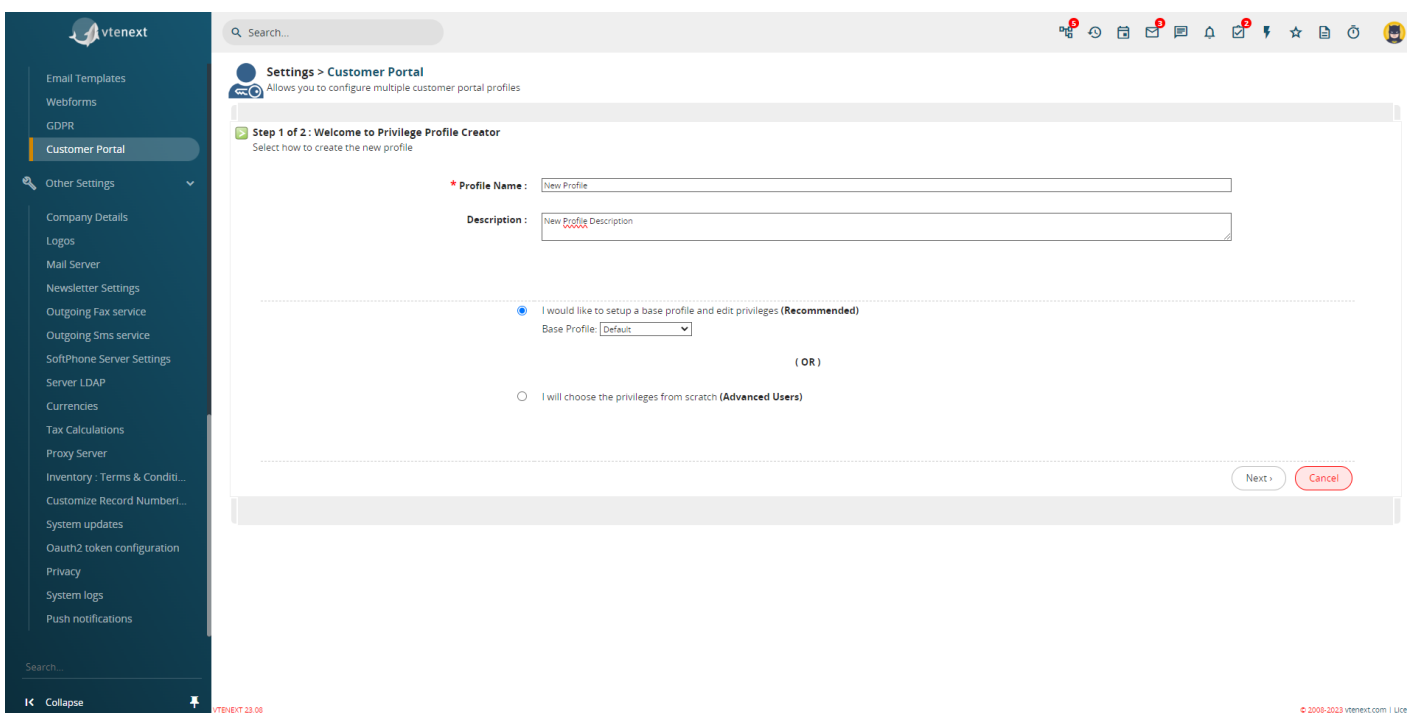 vtenext
Search...
5
3
2
Email Templates
Webforms
GDPR
Customer Portal
Other Settings
Company Details
Logos
Mail Server
Newsletter Settings
Outgoing Fax service
Outgoing Sms service
SoftPhone Server Settings
Server LDAP
Currencies
Tax Calculations
Proxy Server
Inventory : Terms & Conditi...
Customize Record Numberi...
System updates
Oauth2 token configuration
Privacy
System logs
Push notifications
Search...
Collapse
Settings > Customer Portal
Allows you to configure multiple customer portal profiles
Step 1 of 2 : Welcome to Privilege Profile Creator
Select how to create the new profile
* Profile Name : New Profile
Description : New Profile Description
I would like to setup a base profile and edit privileges (Recommended)
Base Profile: Default
( OR )
I will choose the privileges from scratch (Advanced Users)
Next › Cancel
VTENEXT 23.08
© 2008-2023 vtenext.com | Lice